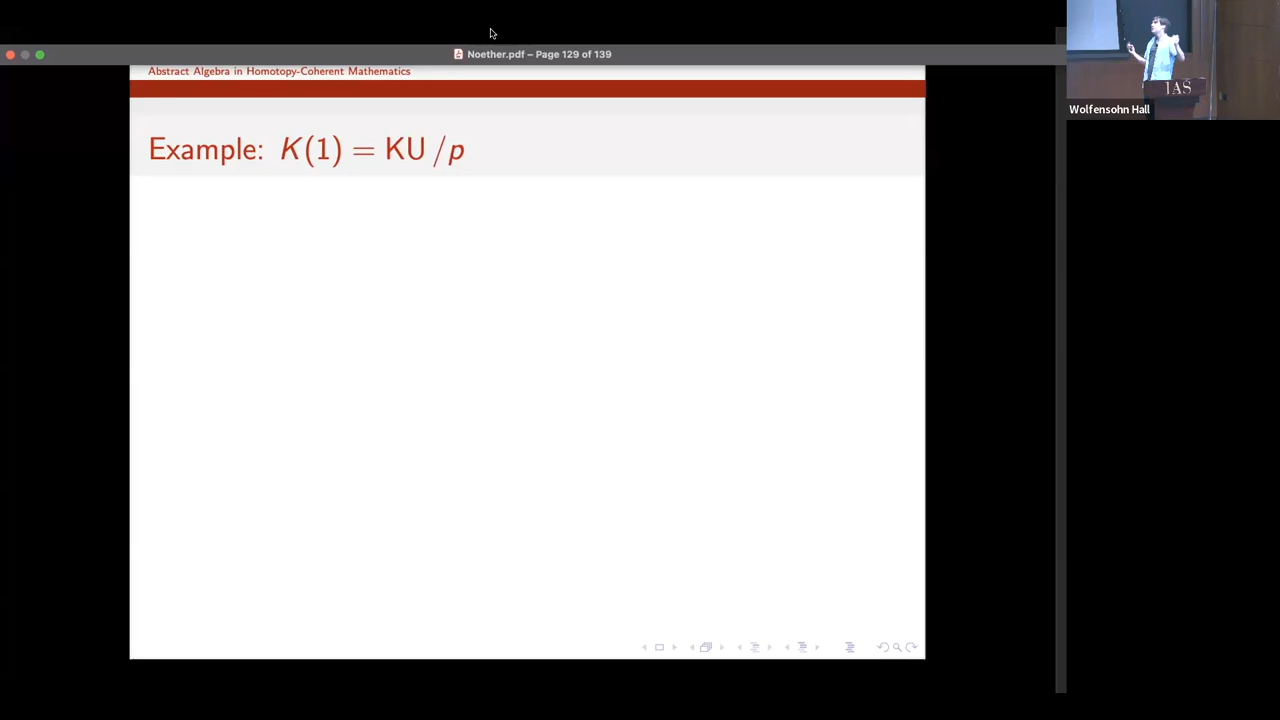 Noether.pdf – Page 129 of 139
Abstract Algebra in Homotopy-Coherent Mathematics
Example: K(1) = KU /p
IAS
Wolfensohn Hall